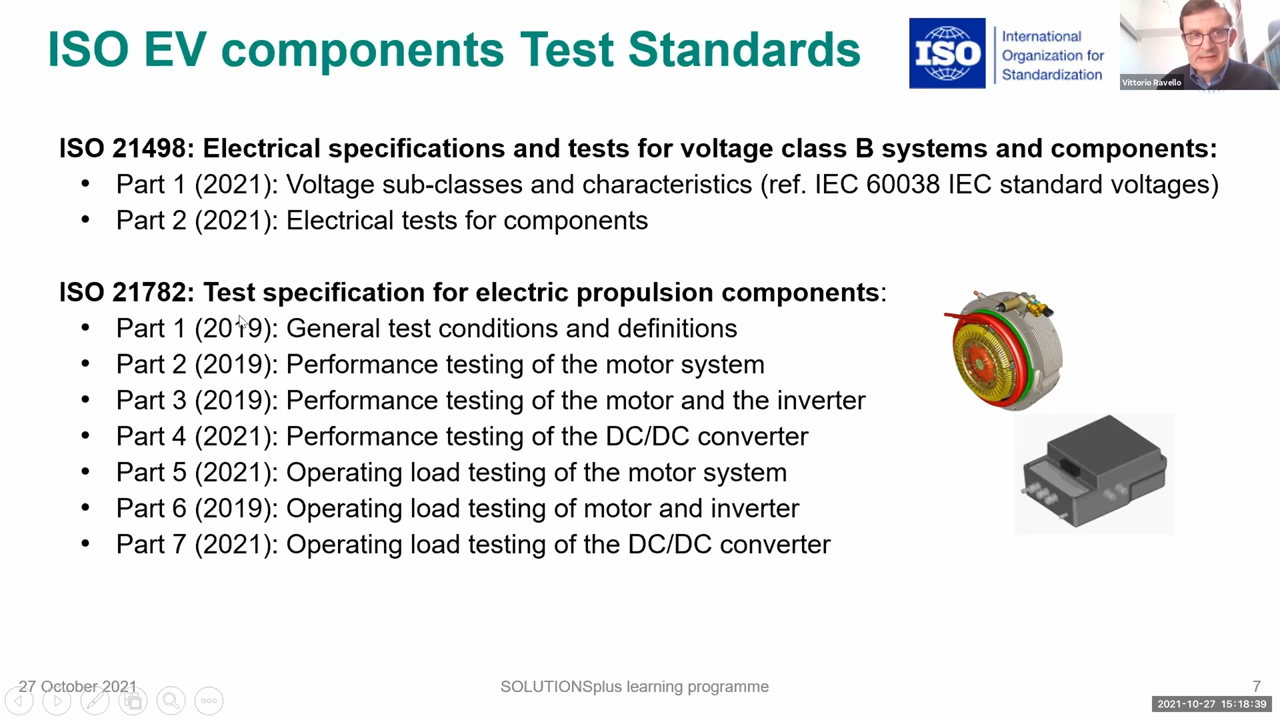 ISO EV components Test Standards
ISO
International
Organization for
Standardization
Vittorio Ravello
ISO 21498: Electrical specifications and tests for voltage class B systems and components:
• Part 1 (2021): Voltage sub-classes and characteristics (ref. IEC 60038 IEC standard voltages)
• Part 2 (2021): Electrical tests for components
ISO 21782: Test specification for electric propulsion components:
• Part 1 (2019): General test conditions and definitions
• Part 2 (2019): Performance testing of the motor system
• Part 3 (2019): Performance testing of the motor and the inverter
• Part 4 (2021): Performance testing of the DC/DC converter
• Part 5 (2021): Operating load testing of the motor system
• Part 6 (2019): Operating load testing of motor and inverter
• Part 7 (2021): Operating load testing of the DC/DC converter
27 October 2021
SOLUTIONSplus learning programme
7
2021-10-27 15:18:39